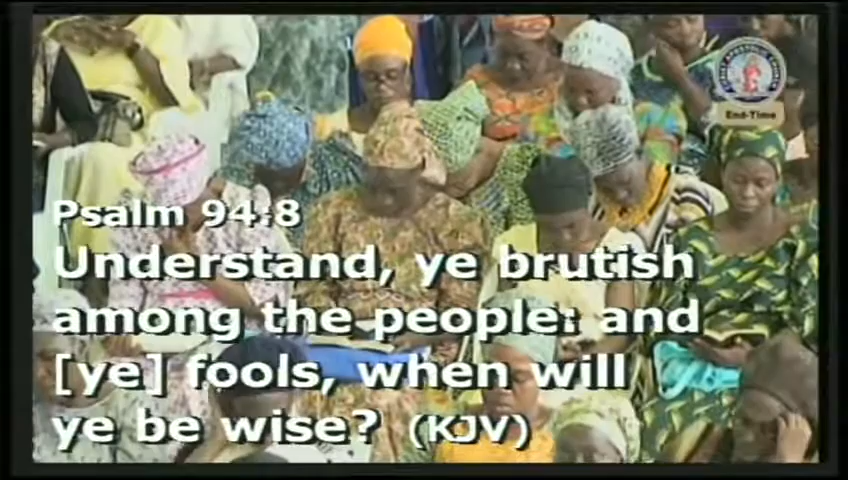 End-Time
Psalm 94:8
Understand, ye brutish
among the people: and
[ye] fools, when will
ye be wise? (KJV)